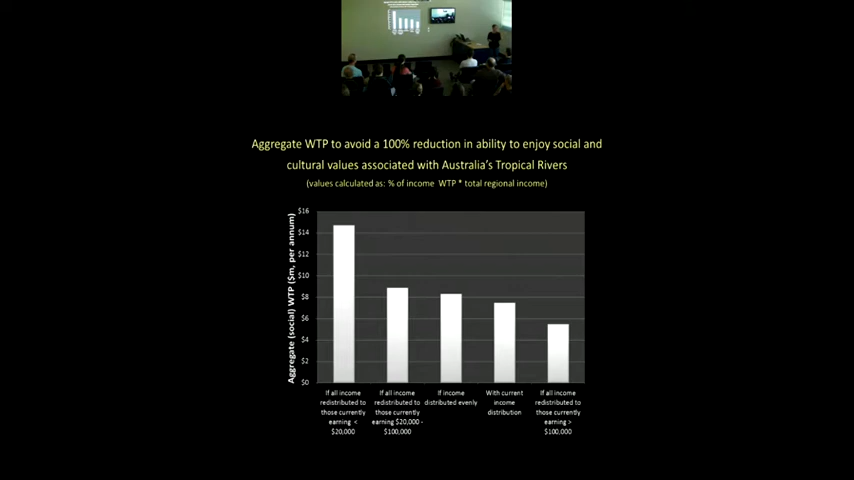 Aggregate WTP to avoid a 100% reduction in ability to enjoy social and
cultural values associated with Australia's Tropical Rivers
(values calculated as: % of income WTP * total regional income)
Aggregate (social) WTP ($m, per annum)
$16
$14
$12
$10
$8
$6
$4
$2
$0
If all income
redistributed to
those currently
earning <
$20,000
If all income
redistributed to
those currently
earning $20,000 -
$100,000
If income
distributed evenly
With current
income
distribution
If all income
redistributed to
those currently
earning >
$100,000